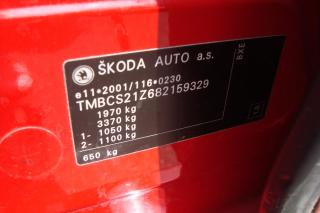 ŠKODA AUTO a.s.
BXE
e11*2001/116*0230
TMBCS21Z682159329
1970 kg
3370 kg
1- 1050 kg
2- 1100 kg
650 kg